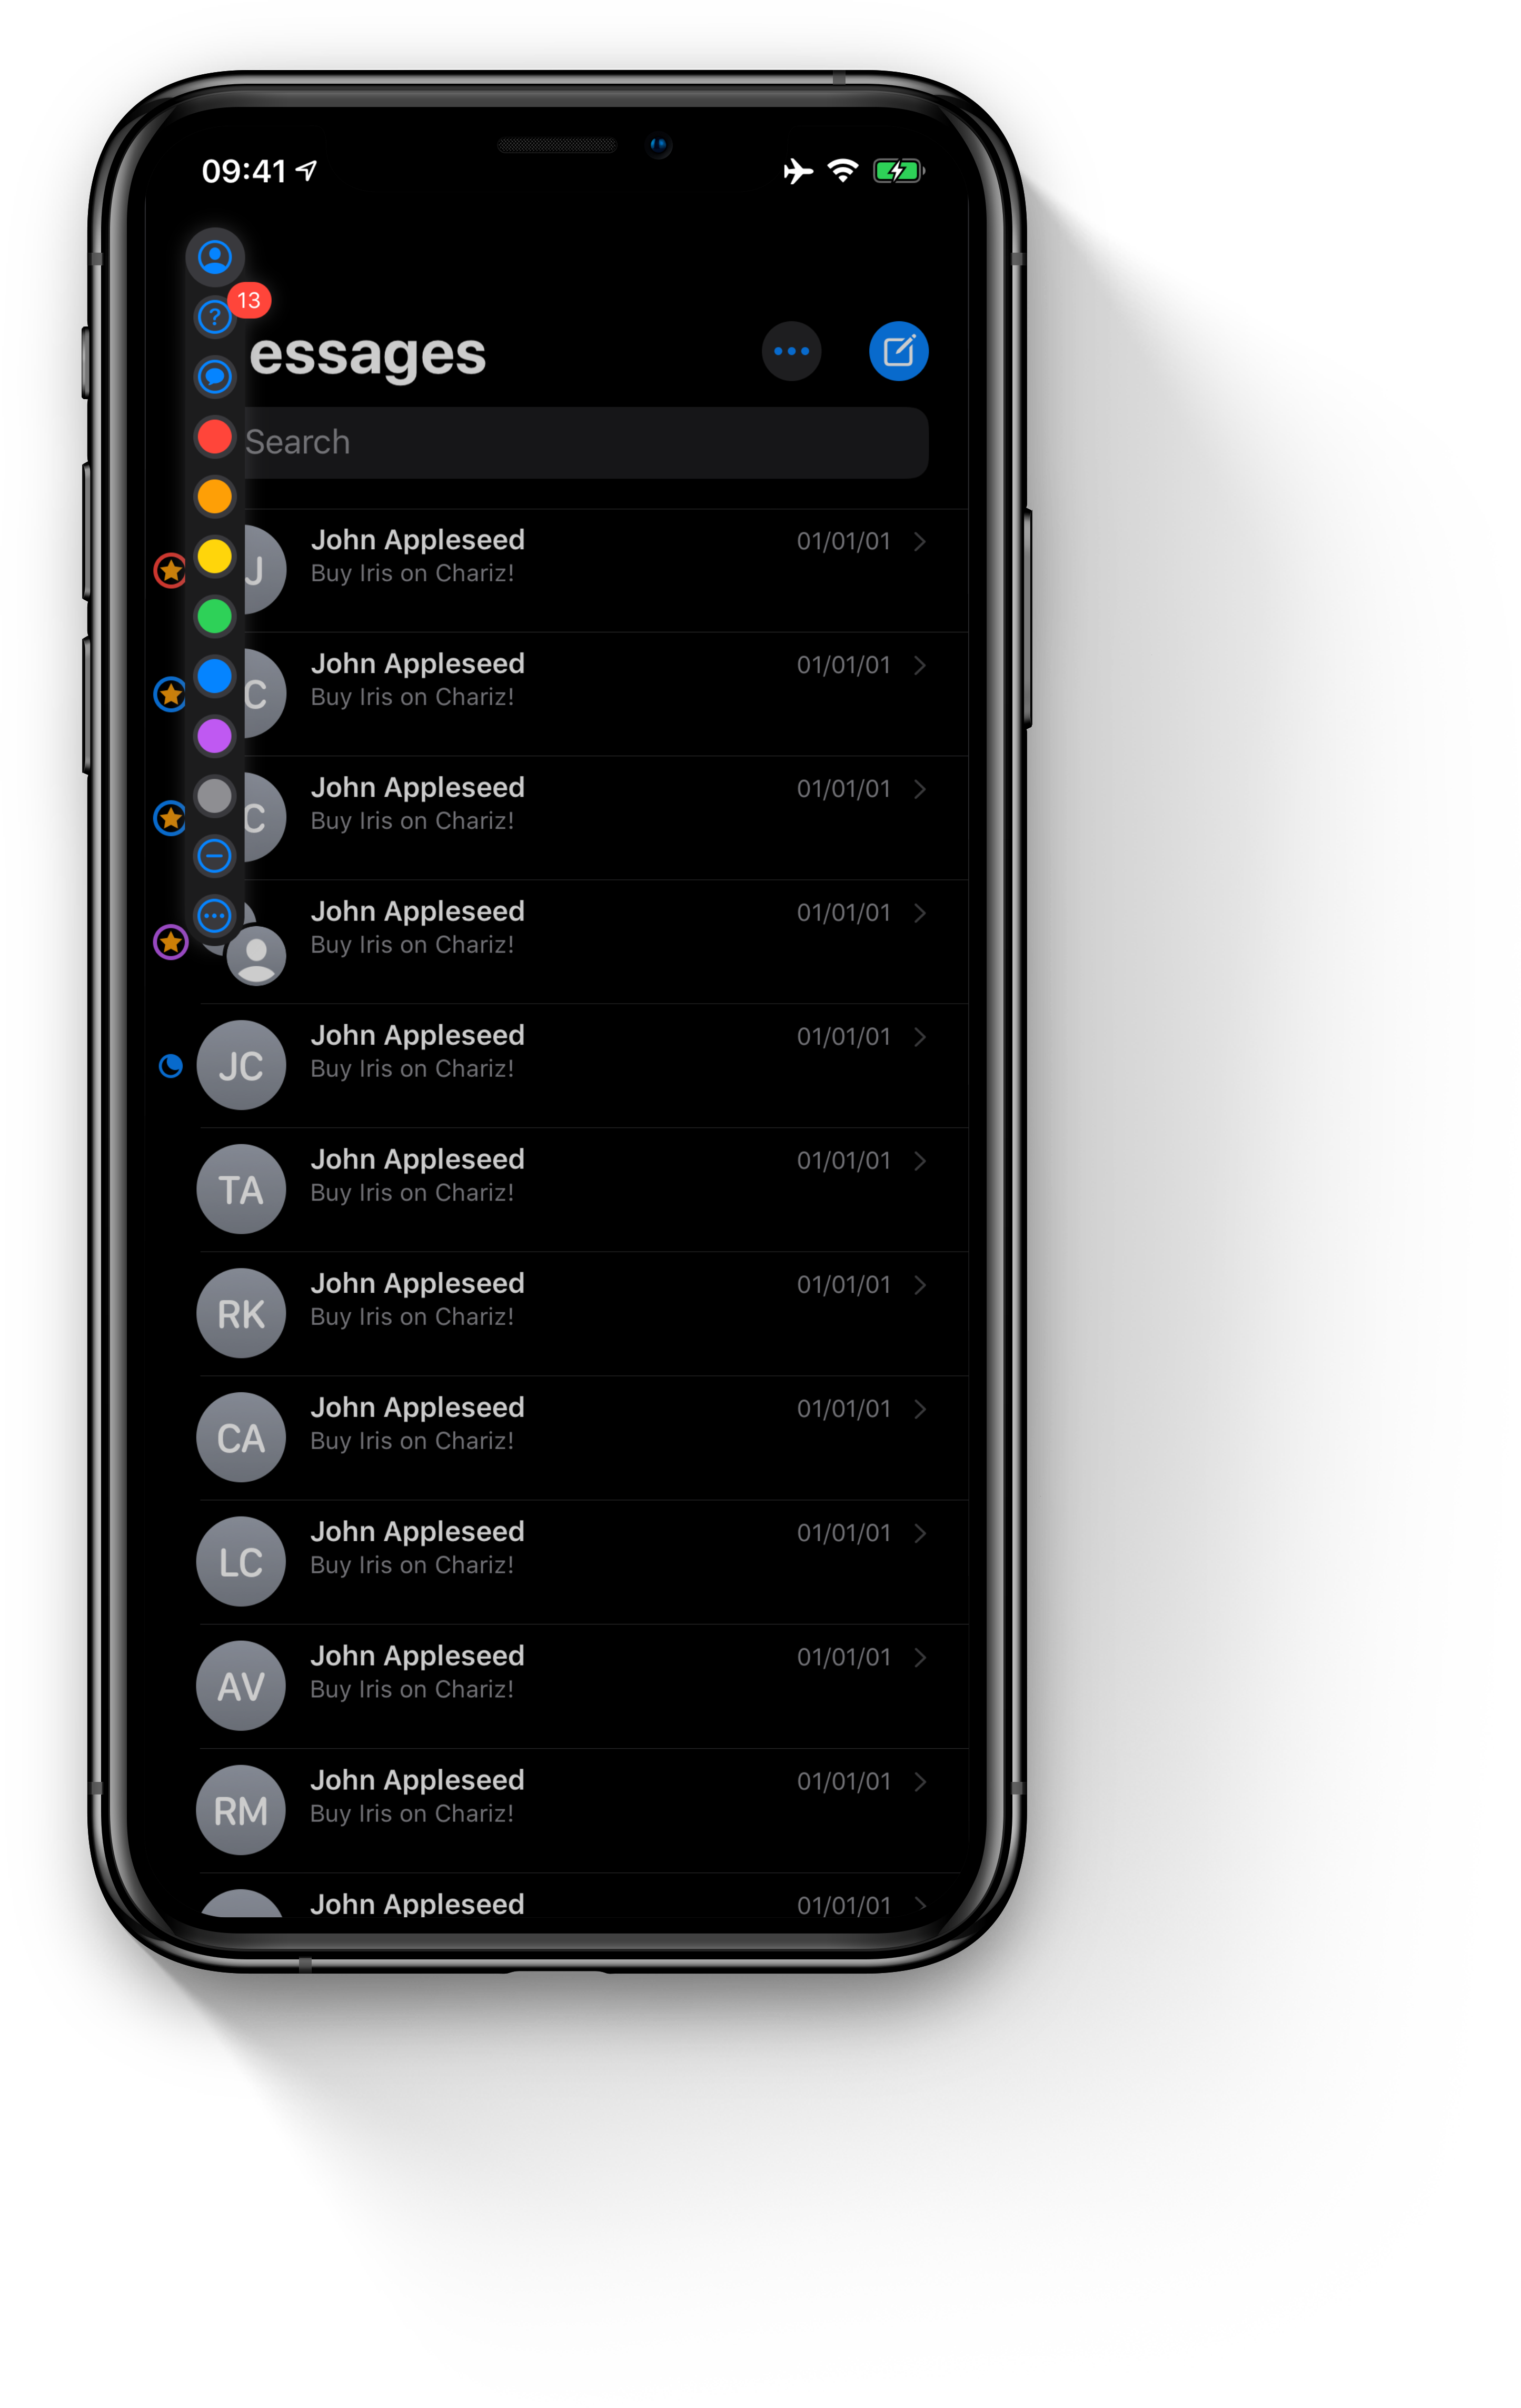 09:41
13
?
essages
Search
J
John Appleseed
01/01/01
Buy Iris on Chariz!
C
John Appleseed
01/01/01
Buy Iris on Chariz!
C
John Appleseed
01/01/01
Buy Iris on Chariz!
John Appleseed
01/01/01
Buy Iris on Chariz!
JC
John Appleseed
01/01/01
Buy Iris on Chariz!
TA
John Appleseed
01/01/01
Buy Iris on Chariz!
RK
John Appleseed
01/01/01
Buy Iris on Chariz!
CA
John Appleseed
01/01/01
Buy Iris on Chariz!
LC
John Appleseed
01/01/01
Buy Iris on Chariz!
AV
John Appleseed
01/01/01
Buy Iris on Chariz!
RM
John Appleseed
01/01/01
Buy Iris on Chariz!
John Appleseed
01/01/01